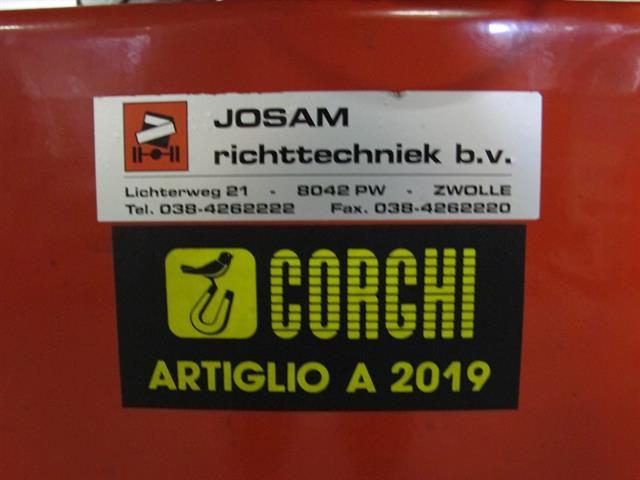 JOSAM
richttechniek b.v.
Lichterweg 21 - 8042 PW - ZWOLLE
Tel. 038-4262222 Fax. 038-4262220
CORGHI
ARTIGLIO A 2019